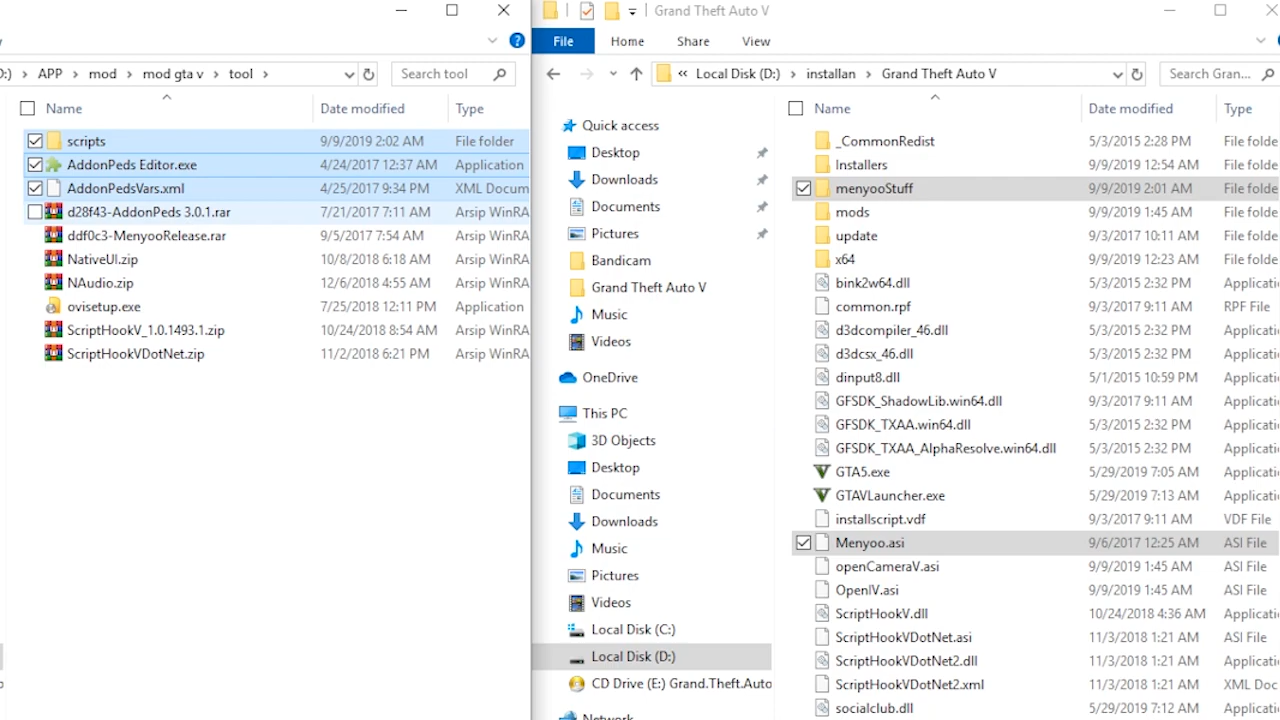 Grand Theft Auto V
File Home Share View
:) › APP › mod › mod gta v › tool ›
Search tool
« Local Disk (D:) › installan › Grand Theft Auto V
Search Gran...
Name Date modified Type
scripts 9/9/2019 2:02 AM File folder
AddonPeds Editor.exe 4/24/2017 12:37 AM Application
AddonPedsVars.xml 4/25/2017 9:34 PM XML Docum
d28f43-AddonPeds 3.0.1.rar 7/21/2017 7:11 AM Arsip WinRA
ddf0c3-MenyooRelease.rar 9/5/2017 7:54 AM Arsip WinRA
NativeUI.zip 10/8/2018 6:18 AM Arsip WinRA
NAudio.zip 12/6/2018 4:55 AM Arsip WinRA
ovisetup.exe 7/25/2018 12:11 PM Application
ScriptHookV_1.0.1493.1.zip 10/24/2018 8:54 AM Arsip WinRA
ScriptHookVDotNet.zip 11/2/2018 6:21 PM Arsip WinRA
Quick access
Desktop
Downloads
Documents
Pictures
Bandicam
Grand Theft Auto V
Music
Videos
OneDrive
This PC
3D Objects
Desktop
Documents
Downloads
Music
Pictures
Videos
Local Disk (C:)
Local Disk (D:)
CD Drive (E:) Grand.Theft.Auto
Network
Name Date modified Type
_CommonRedist 5/3/2015 2:28 PM File folde
Installers 9/9/2019 12:54 AM File folde
menyooStuff 9/9/2019 2:01 AM File folde
mods 9/9/2019 1:45 AM File folde
update 9/3/2017 10:11 AM File folde
x64 9/9/2019 12:23 AM File folde
bink2w64.dll 5/3/2015 2:32 PM Applicati
common.rpf 9/3/2017 9:11 AM RPF File
d3dcompiler_46.dll 5/3/2015 2:32 PM Applicati
d3dcsx_46.dll 5/3/2015 2:32 PM Applicati
dinput8.dll 5/1/2015 10:59 PM Applicati
GFSDK_ShadowLib.win64.dll 9/3/2017 9:11 AM Applicati
GFSDK_TXAA.win64.dll 5/3/2015 2:32 PM Applicati
GFSDK_TXAA_AlphaResolve.win64.dll 5/3/2015 2:32 PM Applicati
GTA5.exe 5/29/2019 7:05 AM Applicati
GTAVLauncher.exe 5/29/2019 7:13 AM Applicati
installscript.vdf 9/3/2017 9:11 AM VDF File
Menyoo.asi 9/6/2017 12:25 AM ASI File
openCameraV.asi 9/9/2019 1:45 AM ASI File
OpenIV.asi 9/9/2019 1:45 AM ASI File
ScriptHookV.dll 10/24/2018 4:36 AM Applicati
ScriptHookVDotNet.asi 11/3/2018 1:21 AM ASI File
ScriptHookVDotNet2.dll 11/3/2018 1:21 AM Applicati
ScriptHookVDotNet2.xml 11/3/2018 1:21 AM XML Doc
socialclub.dll 5/29/2019 7:12 AM Applicati